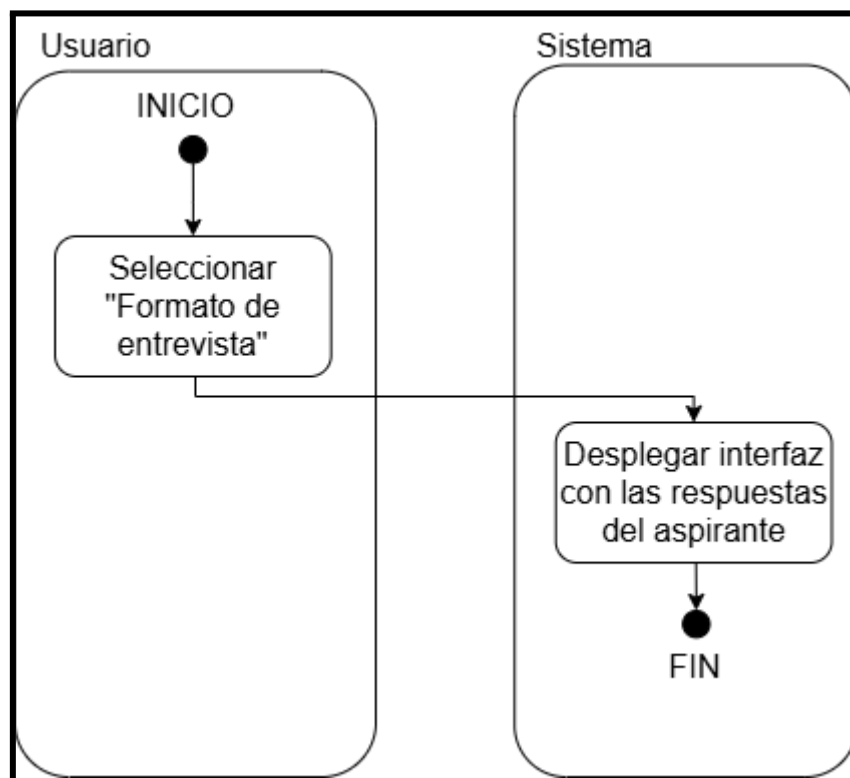 Usuario
Sistema
INICIO
Seleccionar
"Formato de
entrevista"
Desplegar interfaz
con las respuestas
del aspirante
FIN